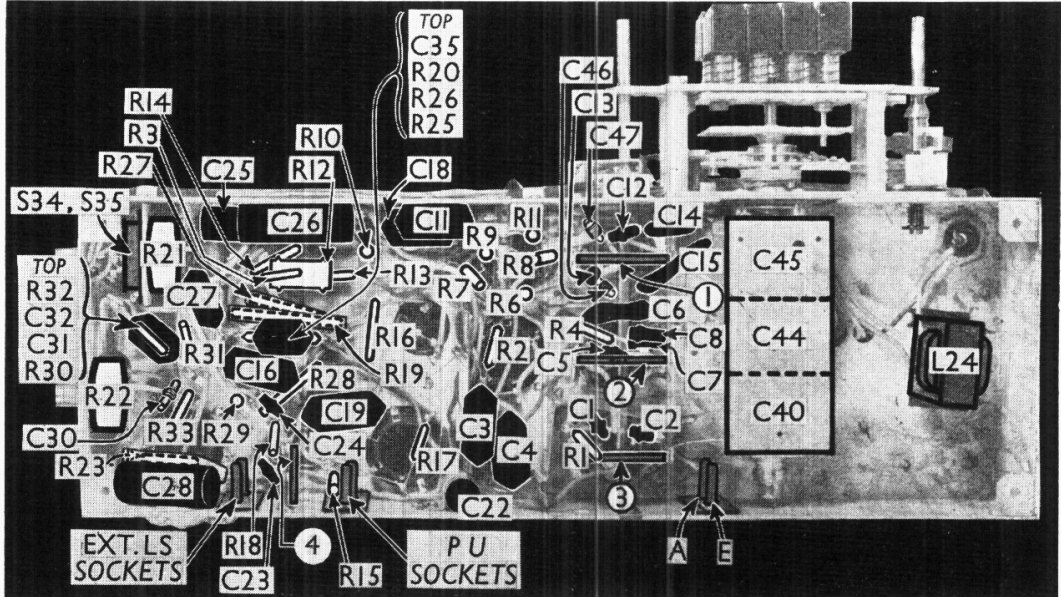 TOP
C35
R20
R26
R25
C46
C13
C47
R14
R3
R27
R10
R12
C25
C18
S34, S35
C26
C11
R11
C12
C14
R21
R9
R8
C15
C45
TOP
R32
C32
C31
R30
C27
R13
R7
R6
1
C6
R31
R16
R4
C8
C44
R2
C5
C7
L24
R19
C16
R28
2
R22
C40
C19
C3
C1
C2
C30
R33
R29
C24
C4
R1
R23
R17
C28
3
C22
EXT. LS
SOCKETS
R18
4
C23
R15
P U
SOCKETS
A
E